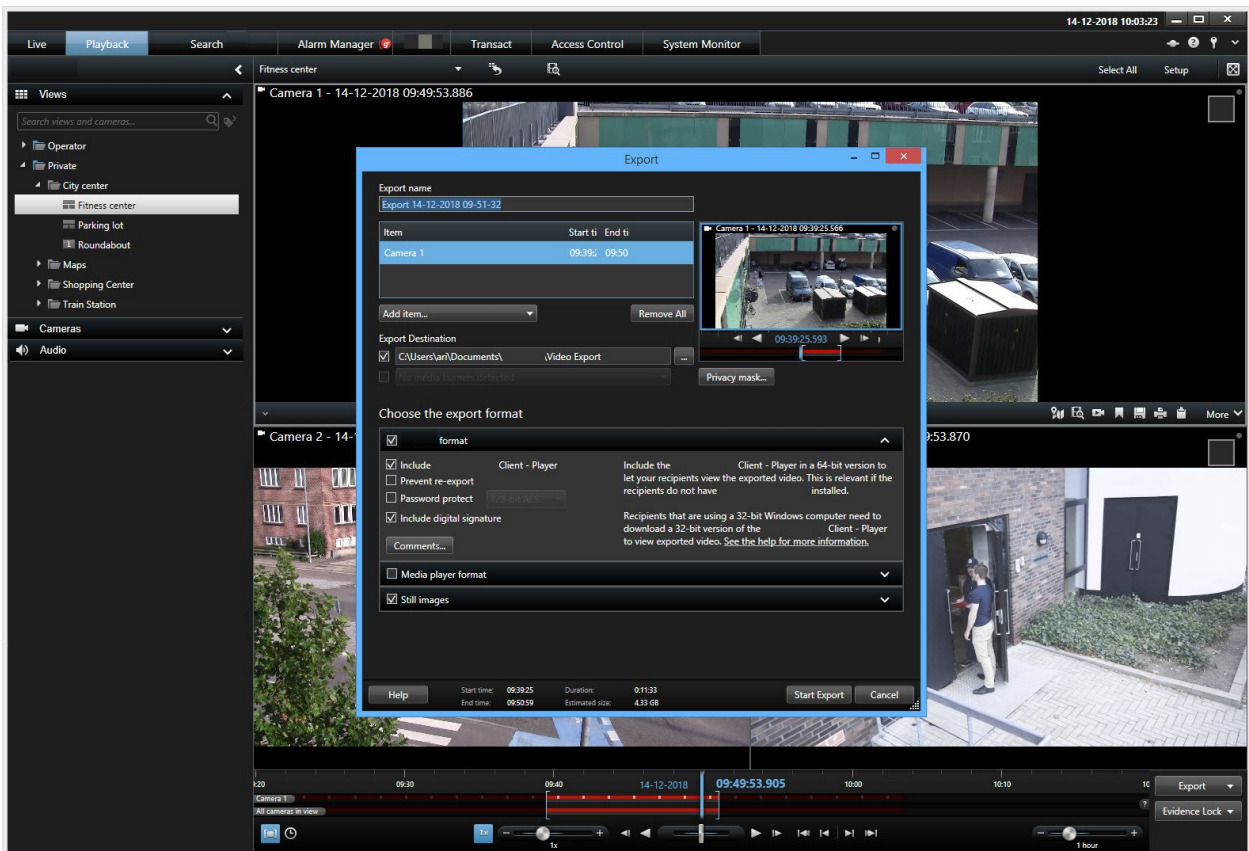 14-12-2018 10:03:23
Live Playback Search Alarm Manager Transact Access Control System Monitor
Fitness center Select All Setup
Views
Search views and cameras...
Operator
Private
City center
Fitness center
Parking lot
1 Roundabout
Maps
Shopping Center
Train Station
Cameras
Audio
Camera 1 - 14-12-2018 09:49:53.886
Export
Export name
Export 14-12-2018 09-51-32
Item Start ti End ti
Camera 1 09:39:2 09:50
Add item... Remove All
Camera 1 - 14-12-2018 09:39:25.566
09:39:25.593
Export Destination
C:\Users\ari\Documents\ \Video Export ...
No media burners detected
Privacy mask...
Choose the export format
format
Include Client - Player
Prevent re-export
Password protect
Include digital signature
Comments...
Include the Client - Player in a 64-bit version to
let your recipients view the exported video. This is relevant if the
recipients do not have installed.
Recipients that are using a 32-bit Windows computer need to
download a 32-bit version of the Client - Player
to view exported video. See the help for more information.
Media player format
Still images
Help
Start time: 09:39:25 Duration: 0:11:33
End time: 09:50:59 Estimated size: 4,33 GB
Start Export Cancel
More
Camera 2 - 14-
9:53.870
:20 09:30 09:40 14-12-2018 09:49:53.905 10:00 10:10
Camera 1
All cameras in view
Export
Evidence Lock
1x
1x
1 hour